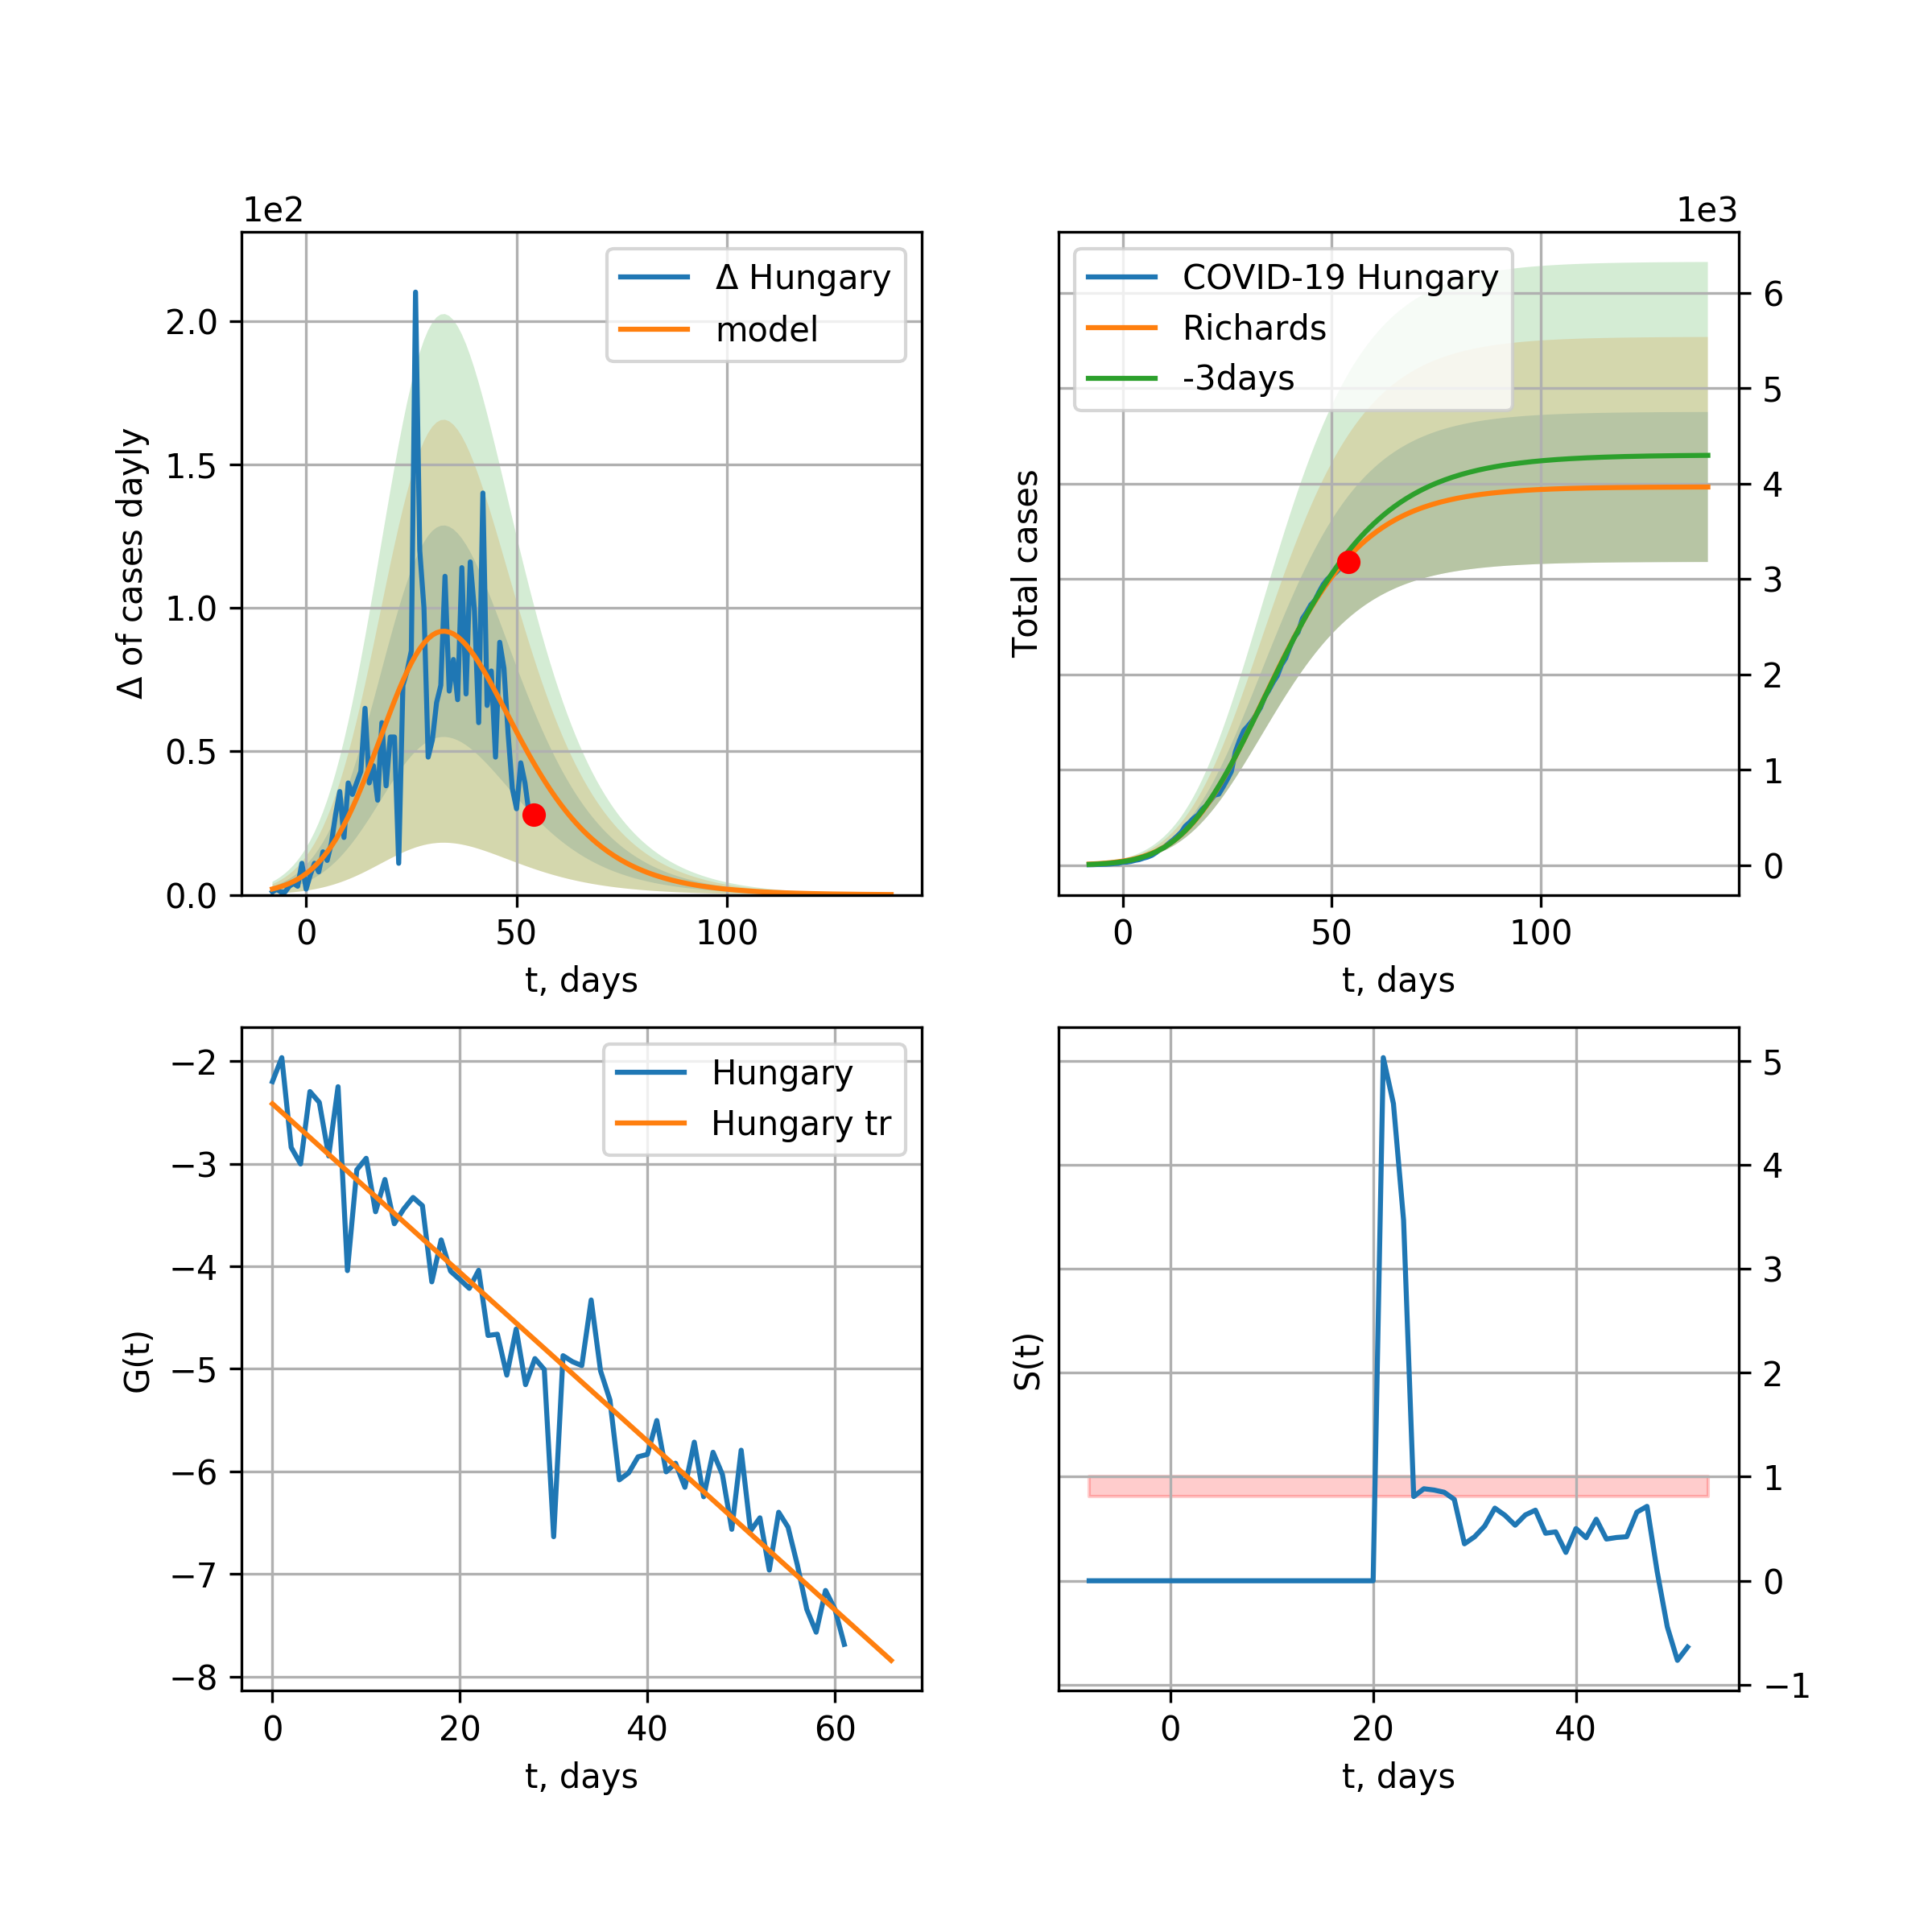 1e2
Δ Hungary
model
2.0
1.5
1.0
0.5
0.0
Δ of cases dayly
0 50 100
t, days
1e3
COVID-19 Hungary
Richards
-3days
6
5
4
3
2
1
0
Total cases
0 50 100
t, days
Hungary
Hungary tr
−2
−3
−4
−5
−6
−7
−8
G(t)
0 20 40 60
t, days
5
4
3
2
1
0
−1
S(t)
0 20 40
t, days